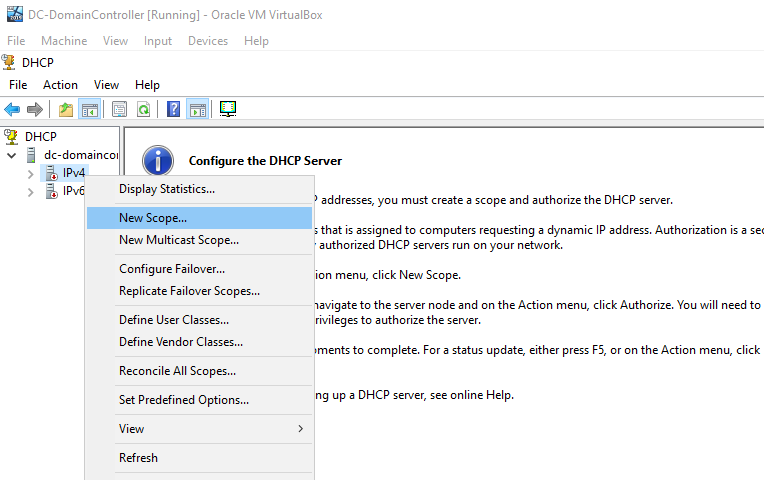 DC-DomainController [Running] - Oracle VM VirtualBox
File Machine View Input Devices Help
DHCP
File Action View Help
DHCP
dc-domaincor
IPv4
IPv6
Configure the DHCP Server
addresses, you must create a scope and authorize the DHCP server.
that is assigned to computers requesting a dynamic IP address. Authorization is a
authorized DHCP servers run on your network.
menu, click New Scope.
navigate to the server node and on the Action menu, click Authorize. You will need to
to authorize the server.
to complete. For a status update, either press F5, or on the Action menu, click
up a DHCP server, see online Help.
Display Statistics...
New Scope...
New Multicast Scope...
Configure Failover...
Replicate Failover Scopes...
Define User Classes...
Define Vendor Classes...
Reconcile All Scopes...
Set Predefined Options...
View
Refresh